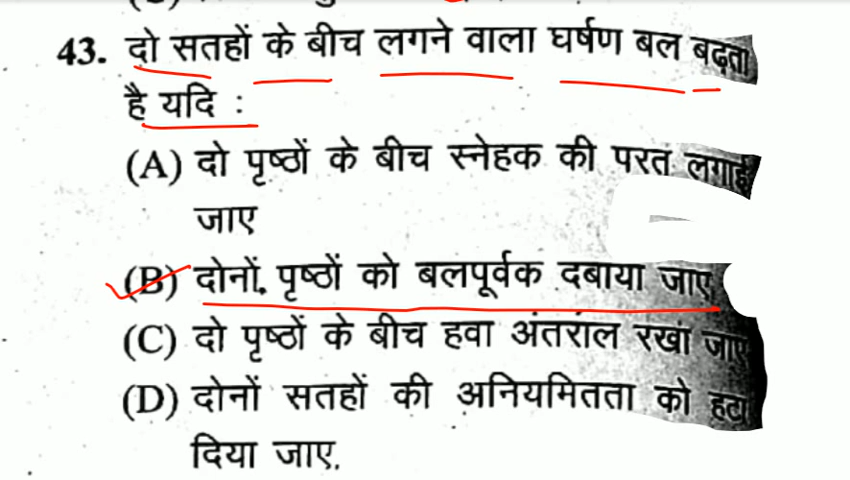 43. दो सतहों के बीच लगने वाला घर्षण बल बढ़ता
है यदि :
(A) दो पृष्ठों के बीच स्नेहक की परत लगाई
जाए
(B) दोनों. पृष्ठों को बलपूर्वक दबाया जाए
(C) दो पृष्ठों के बीच हवा अंतराल रखा जाए
(D) दोनों सतहों की अनियमितता को हटा
दिया जाए.